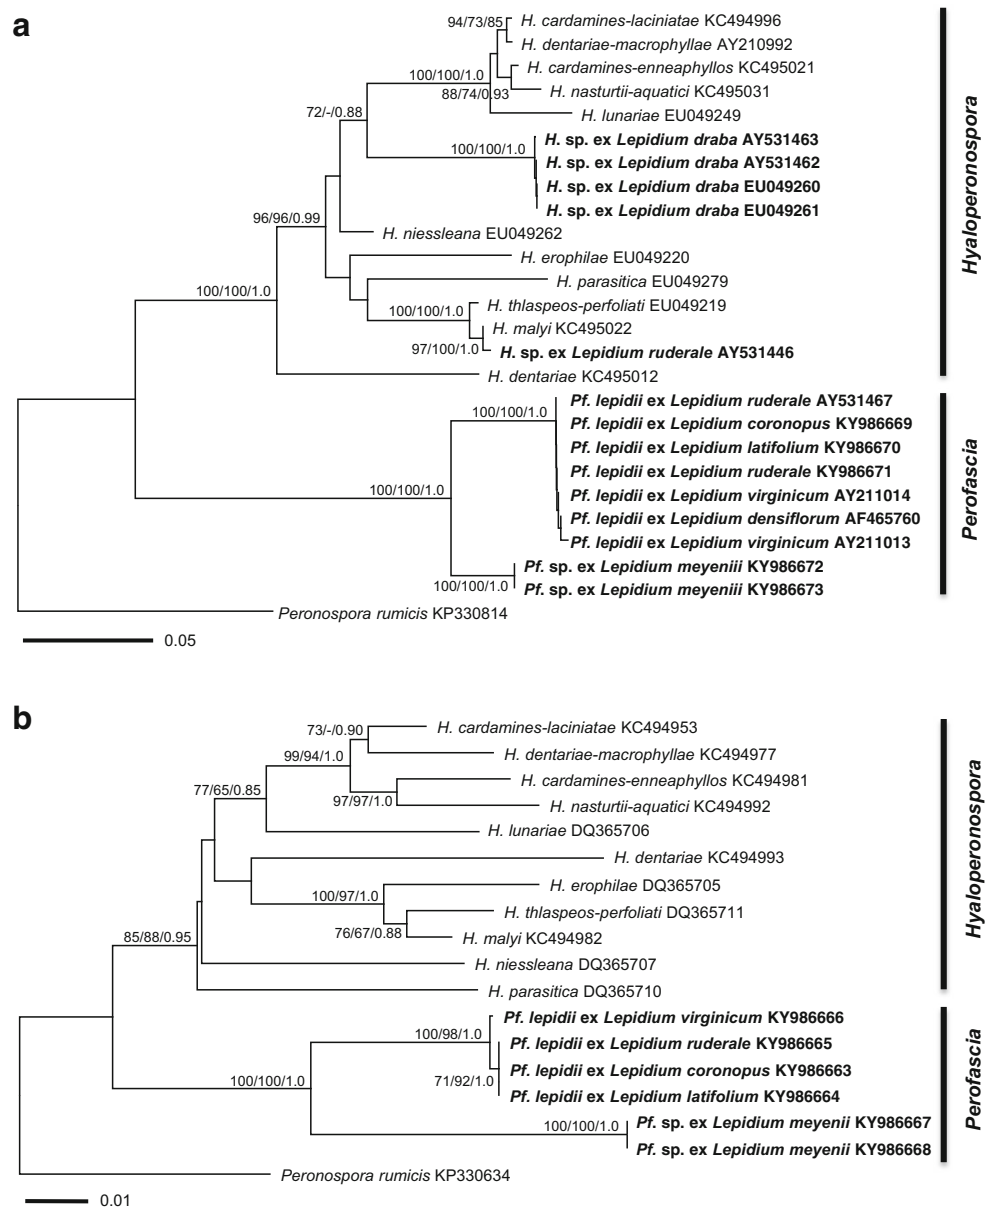 a
94/73/85
H. cardamines-laciniatae KC494996
H. dentariae-macrophyllae AY210992
H. cardamines-enneaphyllos KC495021
100/100/1.0
88/74/0.93
H. nasturtii-aquatici KC495031
H. lunariae EU049249
72/-/0.88
H. sp. ex Lepidium draba AY531463
100/100/1.0
H. sp. ex Lepidium draba AY531462
H. sp. ex Lepidium draba EU049260
H. sp. ex Lepidium draba EU049261
96/96/0.99
H. niessleana EU049262
H. erophilae EU049220
H. parasitica EU049279
100/100/1.0
H. thlaspeos-perfoliati EU049219
100/100/1.0
H. malyi KC495022
97/100/1.0
H. sp. ex Lepidium ruderale AY531446
H. dentariae KC495012
Hyaloperonospora
Pf. lepidii ex Lepidium ruderale AY531467
100/100/1.0
Pf. lepidii ex Lepidium coronopus KY986669
Pf. lepidii ex Lepidium latifolium KY986670
Pf. lepidii ex Lepidium ruderale KY986671
100/100/1.0
Pf. lepidii ex Lepidium virginicum AY211014
Pf. lepidii ex Lepidium densiflorum AF465760
Pf. lepidii ex Lepidium virginicum AY211013
Pf. sp. ex Lepidium meyeniii KY986672
100/100/1.0
Pf. sp. ex Lepidium meyeniii KY986673
Perofascia
Peronospora rumicis KP330814
0.05
b
73/-/0.90
H. cardamines-laciniatae KC494953
99/94/1.0
H. dentariae-macrophyllae KC494977
H. cardamines-enneaphyllos KC494981
77/65/0.85
97/97/1.0
H. nasturtii-aquatici KC494992
H. lunariae DQ365706
H. dentariae KC494993
H. erophilae DQ365705
100/97/1.0
H. thlaspeos-perfoliati DQ365711
76/67/0.88
H. malyi KC494982
85/88/0.95
H. niessleana DQ365707
H. parasitica DQ365710
Hyaloperonospora
Pf. lepidii ex Lepidium virginicum KY986666
100/98/1.0
Pf. lepidii ex Lepidium ruderale KY986665
Pf. lepidii ex Lepidium coronopus KY986663
71/92/1.0
100/100/1.0
Pf. lepidii ex Lepidium latifolium KY986664
Pf. sp. ex Lepidium meyenii KY986667
100/100/1.0
Pf. sp. ex Lepidium meyenii KY986668
Perofascia
Peronospora rumicis KP330634
0.01